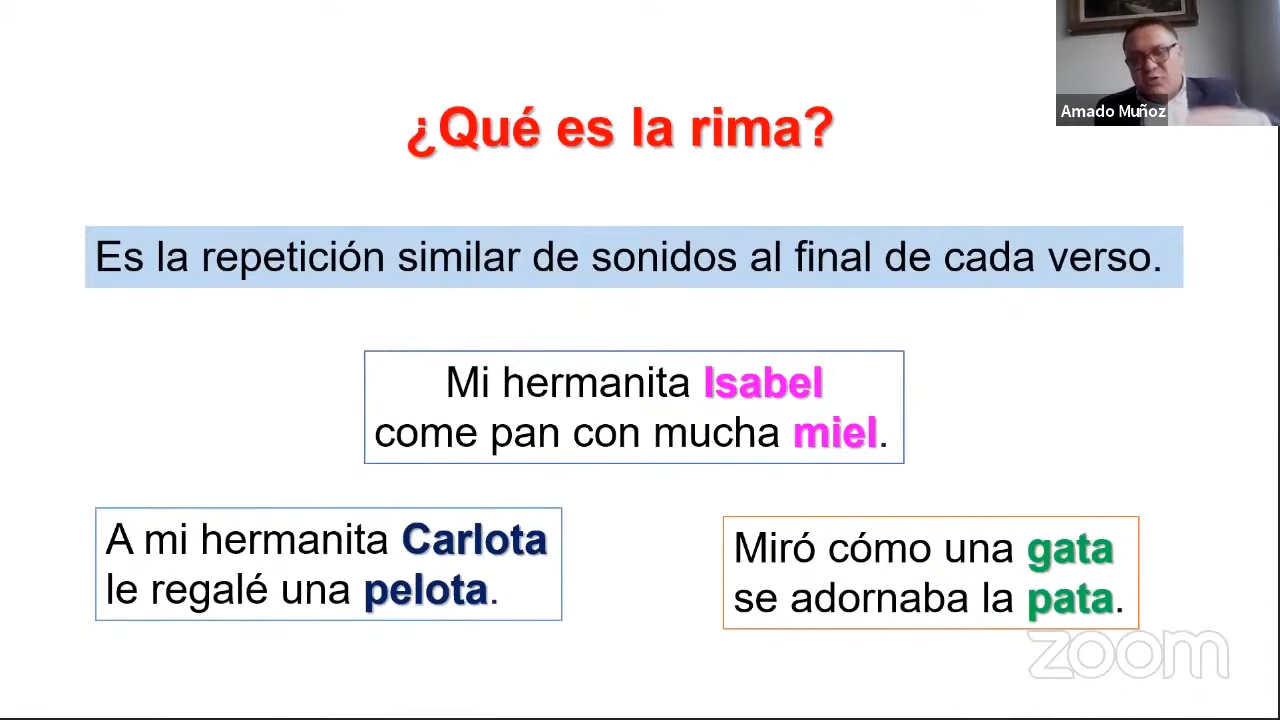 Amado Muñoz
¿Qué es la rima?
Es la repetición similar de sonidos al final de cada verso.
Mi hermanita Isabel
come pan con mucha miel.
A mi hermanita Carlota
le regalé una pelota.
Miró cómo una gata
se adornaba la pata.
zoom